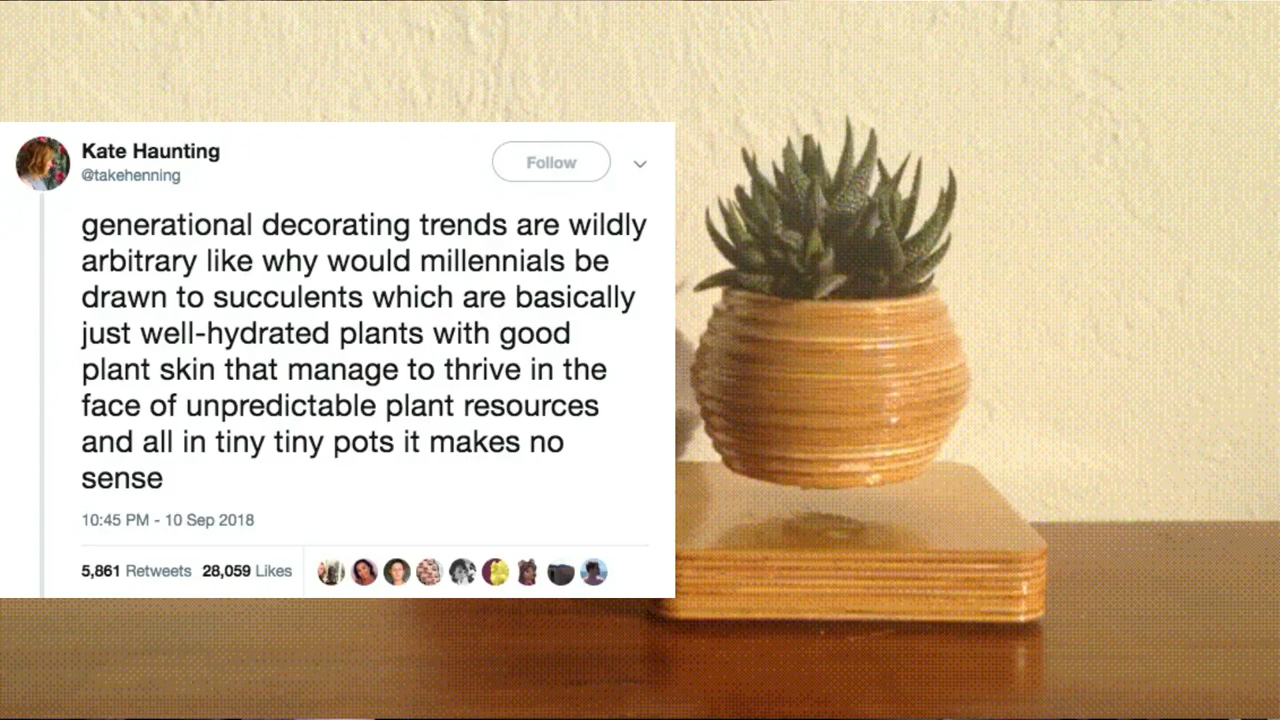 Kate Haunting
@takehenning
Follow
generational decorating trends are wildly
arbitrary like why would millennials be
drawn to succulents which are basically
just well-hydrated plants with good
plant skin that manage to thrive in the
face of unpredictable plant resources
and all in tiny tiny pots it makes no
sense
10:45 PM - 10 Sep 2018
5,861 Retweets 28,059 Likes